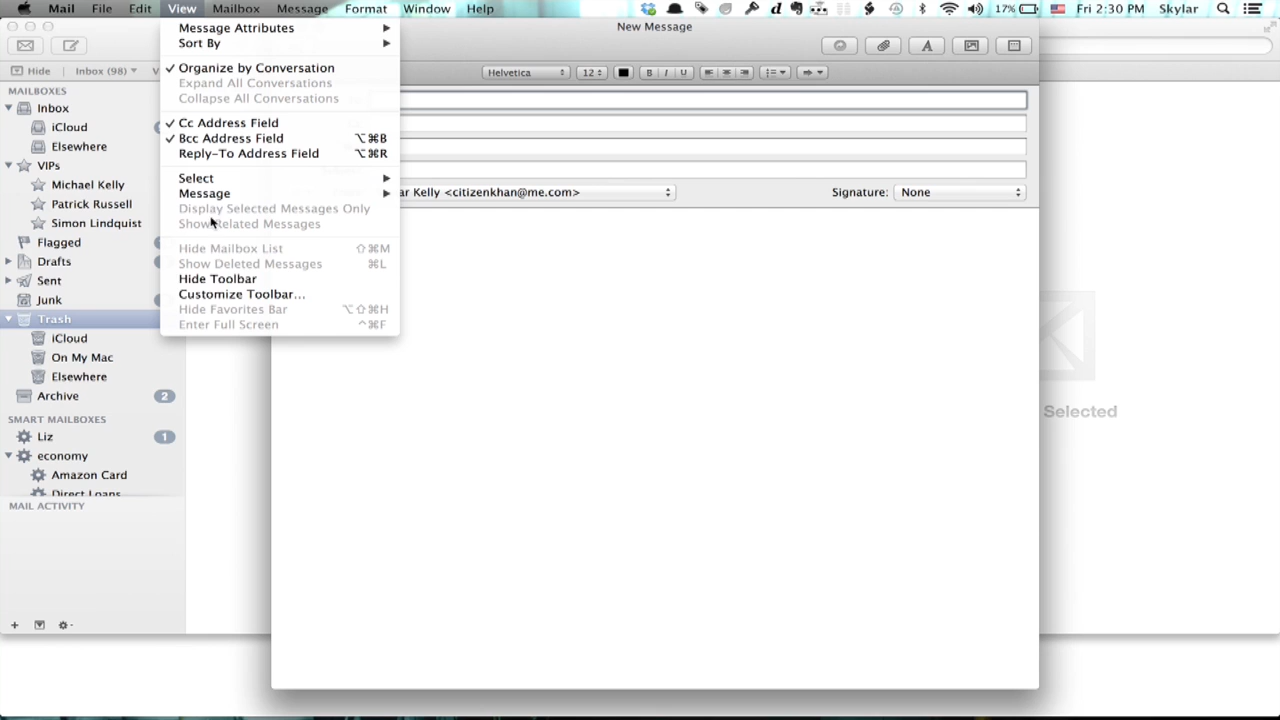 Mail File Edit View Mailbox Message Format Window Help
17% Fri 2:30 PM Skylar
New Message
Hide Inbox (98)
Helvetica 12 B I U
MAILBOXES
Inbox
iCloud
Elsewhere
VIPs
Michael Kelly
Patrick Russell
Simon Lindquist
Flagged
Drafts
Sent
Junk
Trash
iCloud
On My Mac
Elsewhere
Archive 2
SMART MAILBOXES
Liz 1
economy
Amazon Card
Direct Loans
MAIL ACTIVITY
Message Attributes
Sort By
Organize by Conversation
Expand All Conversations
Collapse All Conversations
Cc Address Field
Bcc Address Field ⌥⌘B
Reply-To Address Field ⌥⌘R
Select
Message
Display Selected Messages Only
Show Related Messages
Hide Mailbox List ⇧⌘M
Show Deleted Messages ⌘L
Hide Toolbar
Customize Toolbar...
Hide Favorites Bar ⌥⇧⌘H
Enter Full Screen ^⌘F
ar Kelly <citizenkhan@me.com>
Signature: None
Selected